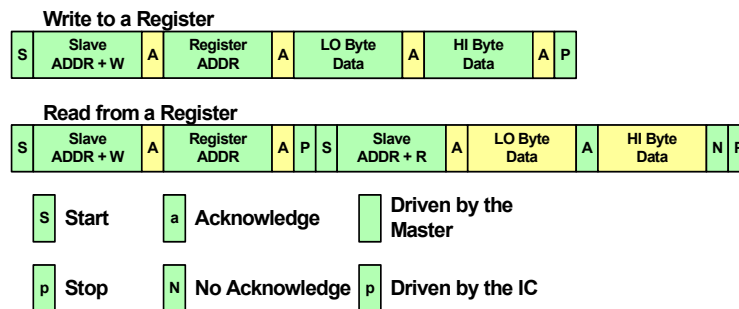 Write to a Register
S Slave ADDR + W A Register ADDR A LO Byte Data A HI Byte Data A P
Read from a Register
S Slave ADDR + W A Register ADDR A P S Slave ADDR + R A LO Byte Data A HI Byte Data N P
S Start a Acknowledge Driven by the Master
p Stop N No Acknowledge p Driven by the IC